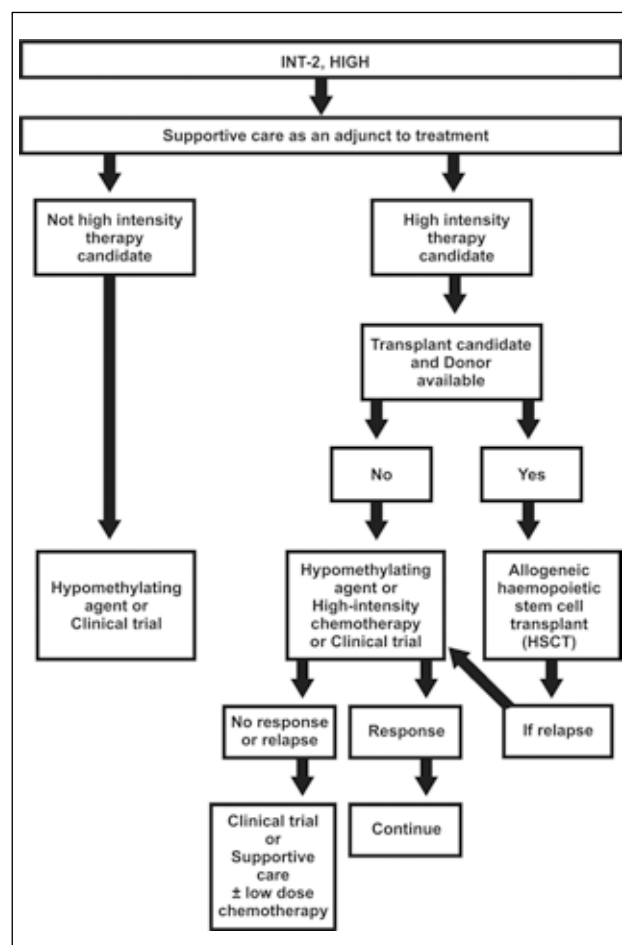 INT-2, HIGH
Supportive care as an adjunct to treatment
Not high intensity
therapy
candidate
High intensity
therapy
candidate
Transplant candidate
and Donor
available
No
Yes
Hypomethylating
agent or
Clinical trial
Hypomethylating
agent or
High-intensity
chemotherapy
or Clinical trial
Allogeneic
haemopoietic
stem cell
transplant
(HSCT)
No response
or relapse
Response
If relapse
Clinical trial
or
Supportive
care
± low dose
chemotherapy
Continue